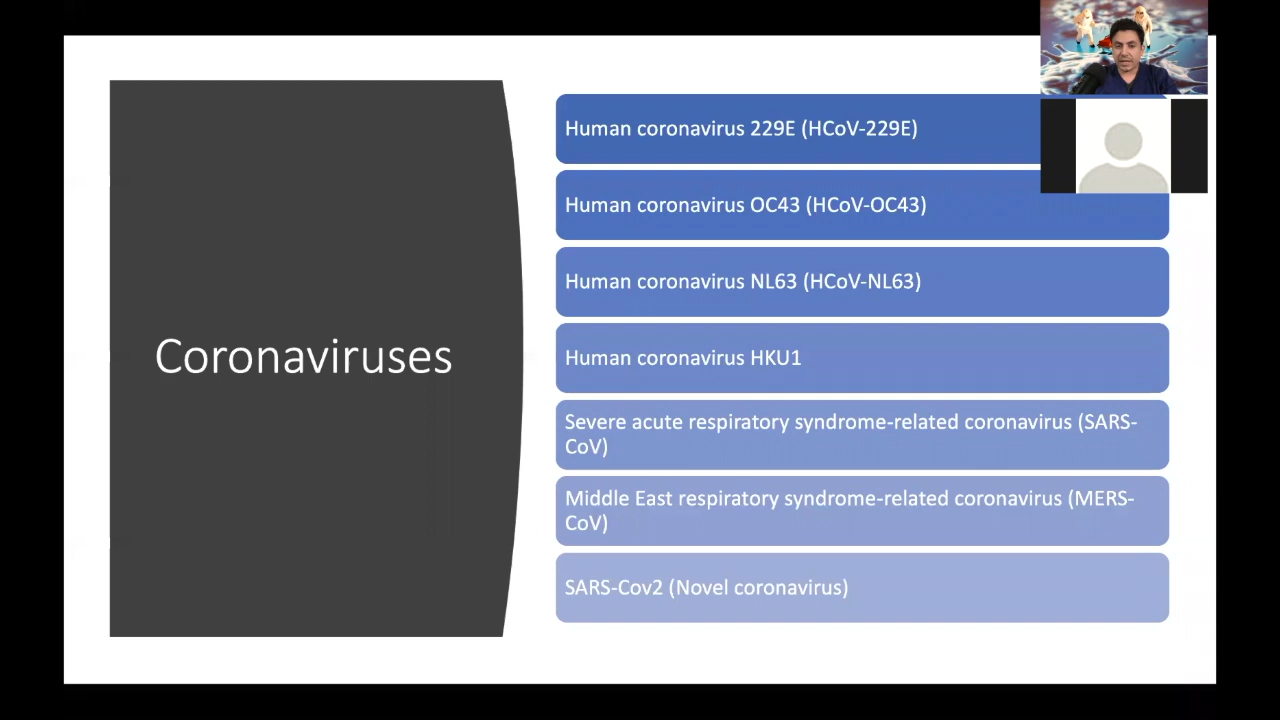 Coronaviruses
Human coronavirus 229E (HCoV-229E)
Human coronavirus OC43 (HCoV-OC43)
Human coronavirus NL63 (HCoV-NL63)
Human coronavirus HKU1
Severe acute respiratory syndrome-related coronavirus (SARS-
CoV)
Middle East respiratory syndrome-related coronavirus (MERS-
CoV)
SARS-Cov2 (Novel coronavirus)